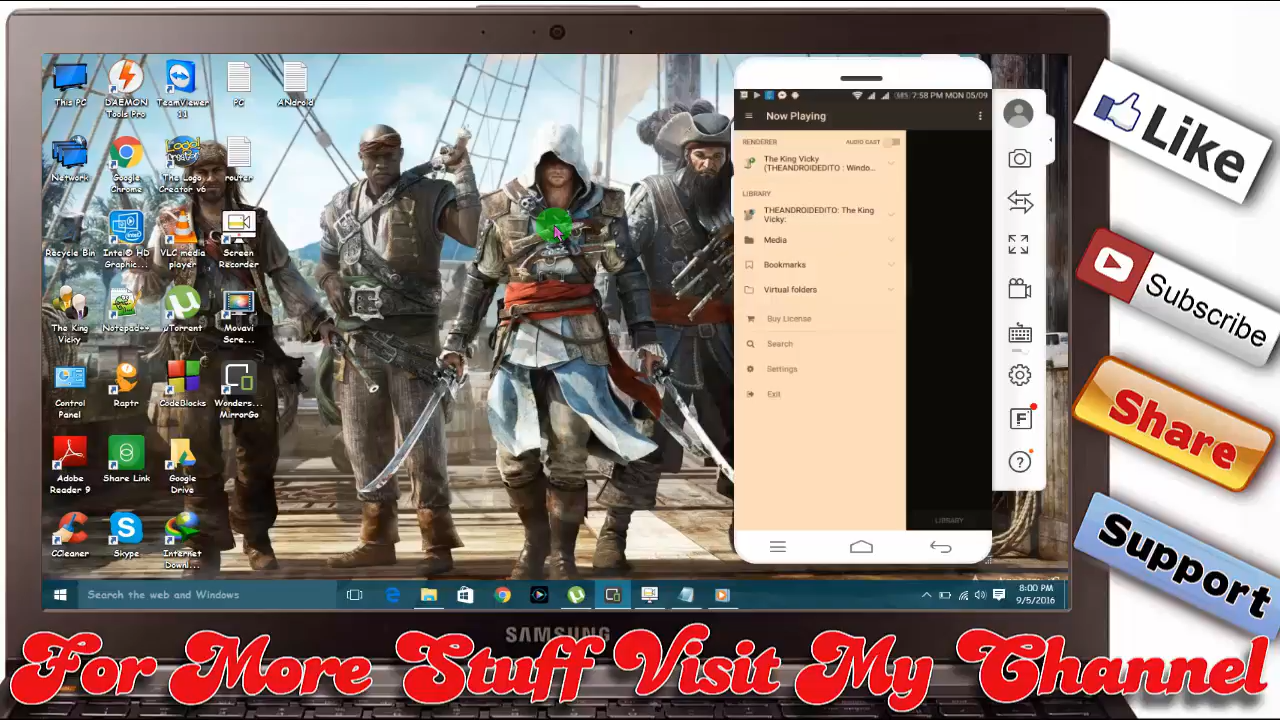 This PC
DAEMON
Tools Pro
TeamViewer
11
PC
ANdroid
Network
Google
Chrome
The Logo
Creator v6
router
Recycle Bin
Intel® HD
Graphic...
VLC media
player
Screen
Recorder
The King
Vicky
Notepad++
µTorrent
Movavi
Scre...
Control
Panel
Raptr
CodeBlocks
Wonders...
MirrorGo
Adobe
Reader 9
Share Link
Google
Drive
CCleaner
Skype
Internet
Downl...
68% 7:58 PM MON 05/09
Now Playing
RENDERER
AUDIO CAST
The King Vicky
(THEANDROIDEDITO : Windo...
LIBRARY
THEANDROIDEDITO: The King
Vicky:
Media
Bookmarks
Virtual folders
Buy License
Search
Settings
Exit
LIBRARY
Search the web and Windows
8:00 PM
9/5/2016
SAMSUNG
Like
Subscribe
Share
Support
For More Stuff Visit My Channel